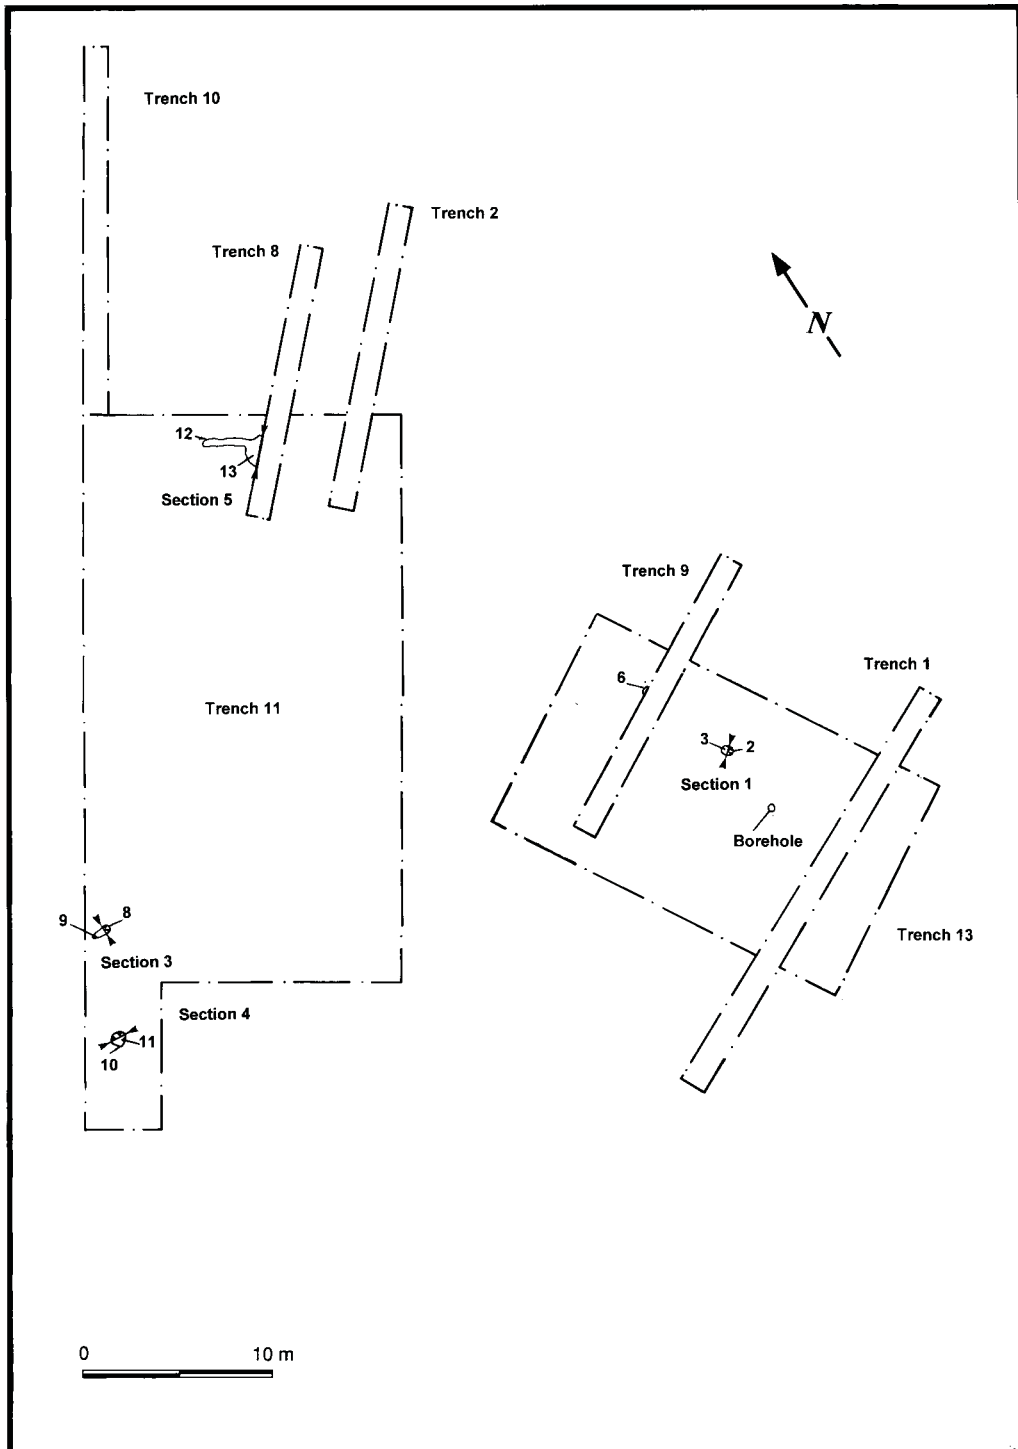 Trench 10
Trench 2
Trench 8
N
12
13
Section 5
Trench 9
Trench 1
6
Trench 11
3
2
Section 1
Borehole
9
8
Section 3
Trench 13
Section 4
11
10
0
10 m